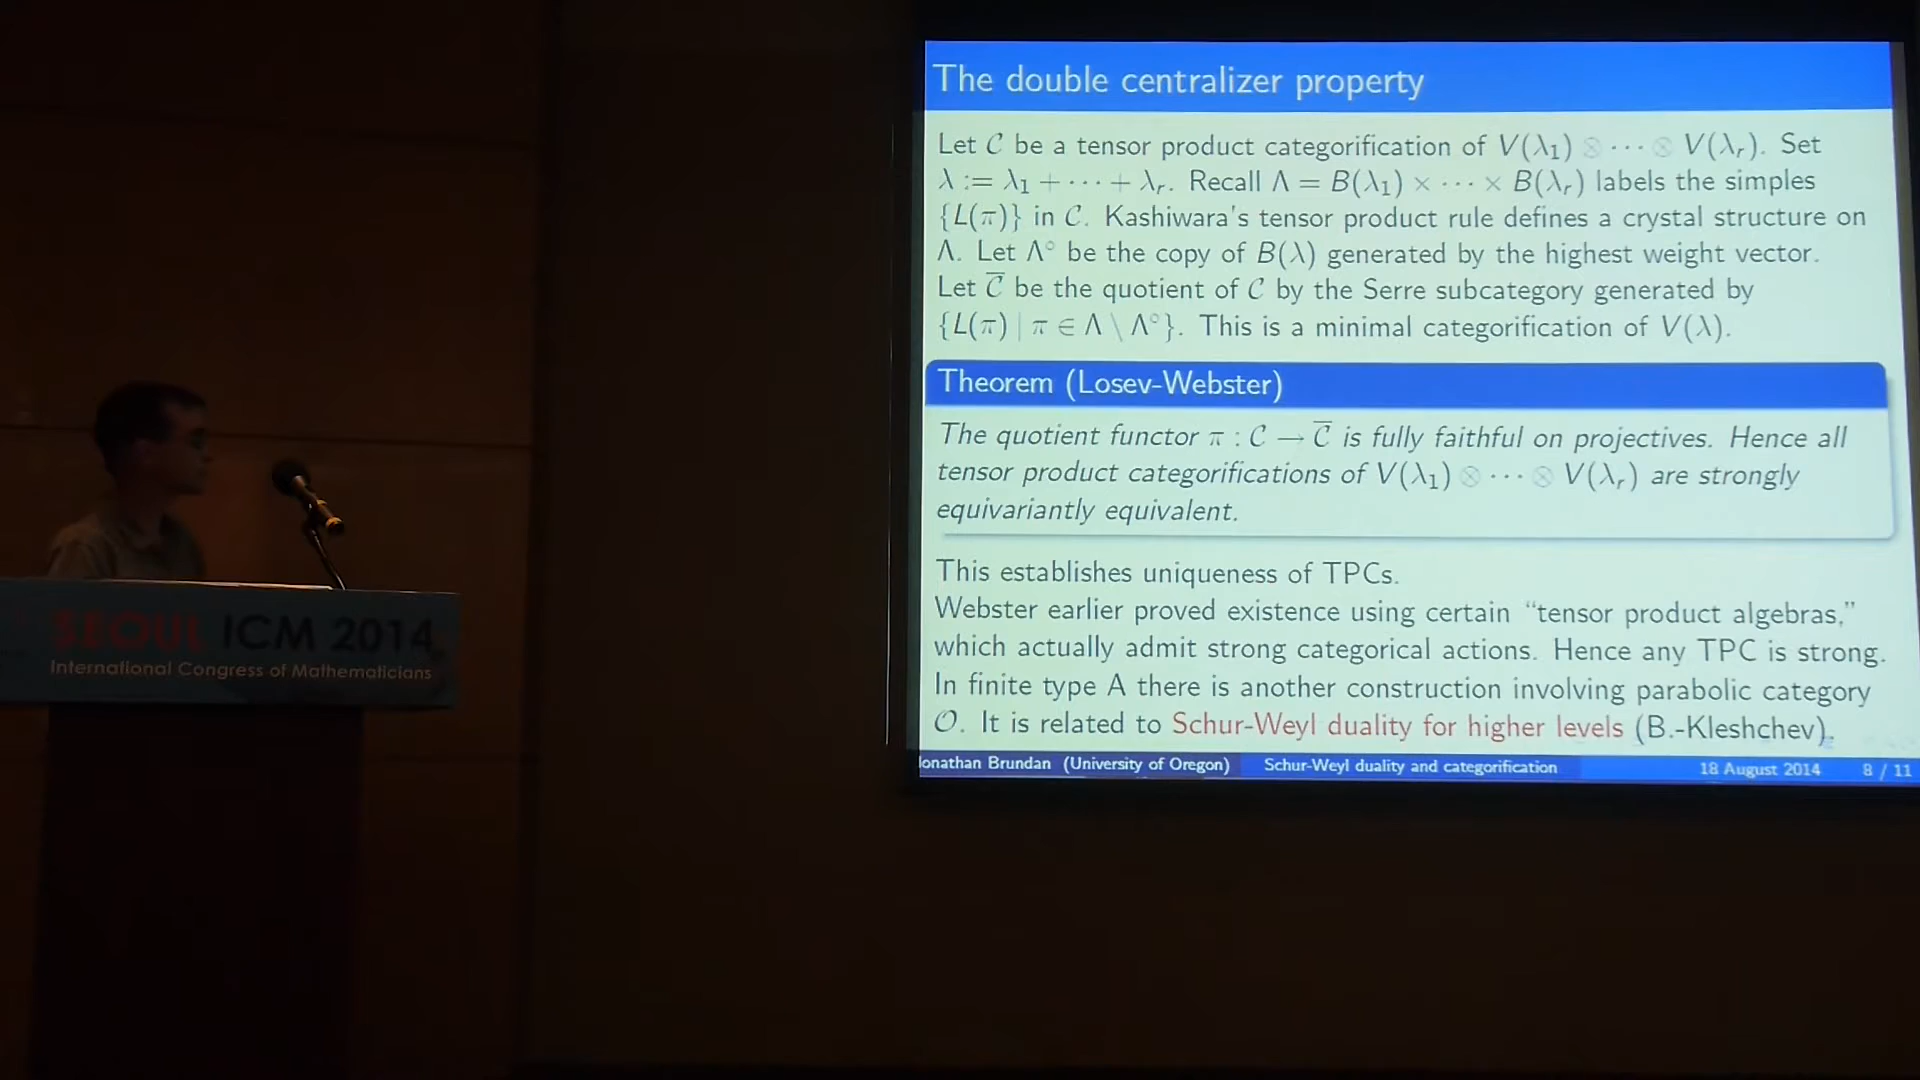 The double centralizer property
Let 𝒞 be a tensor product categorification of V(λ₁) ⊗ ⋯ ⊗ V(λᵣ). Set
λ := λ₁ + ⋯ + λᵣ. Recall Λ = B(λ₁) × ⋯ × B(λᵣ) labels the simples
{L(π)} in 𝒞. Kashiwara's tensor product rule defines a crystal structure on
Λ. Let Λ° be the copy of B(λ) generated by the highest weight vector.
Let 𝒞̅ be the quotient of 𝒞 by the Serre subcategory generated by
{L(π) | π ∈ Λ \ Λ°}. This is a minimal categorification of V(λ).
Theorem (Losev-Webster)
The quotient functor π : 𝒞 → 𝒞̅ is fully faithful on projectives. Hence all
tensor product categorifications of V(λ₁) ⊗ ⋯ ⊗ V(λᵣ) are strongly
equivariantly equivalent.
This establishes uniqueness of TPCs.
Webster earlier proved existence using certain “tensor product algebras,”
which actually admit strong categorical actions. Hence any TPC is strong.
In finite type A there is another construction involving parabolic category
𝒪. It is related to Schur-Weyl duality for higher levels (B.-Kleshchev).
Jonathan Brundan (University of Oregon) Schur-Weyl duality and categorification 18 August 2014 8 / 11
SEOUL ICM 2014
International Congress of Mathematicians